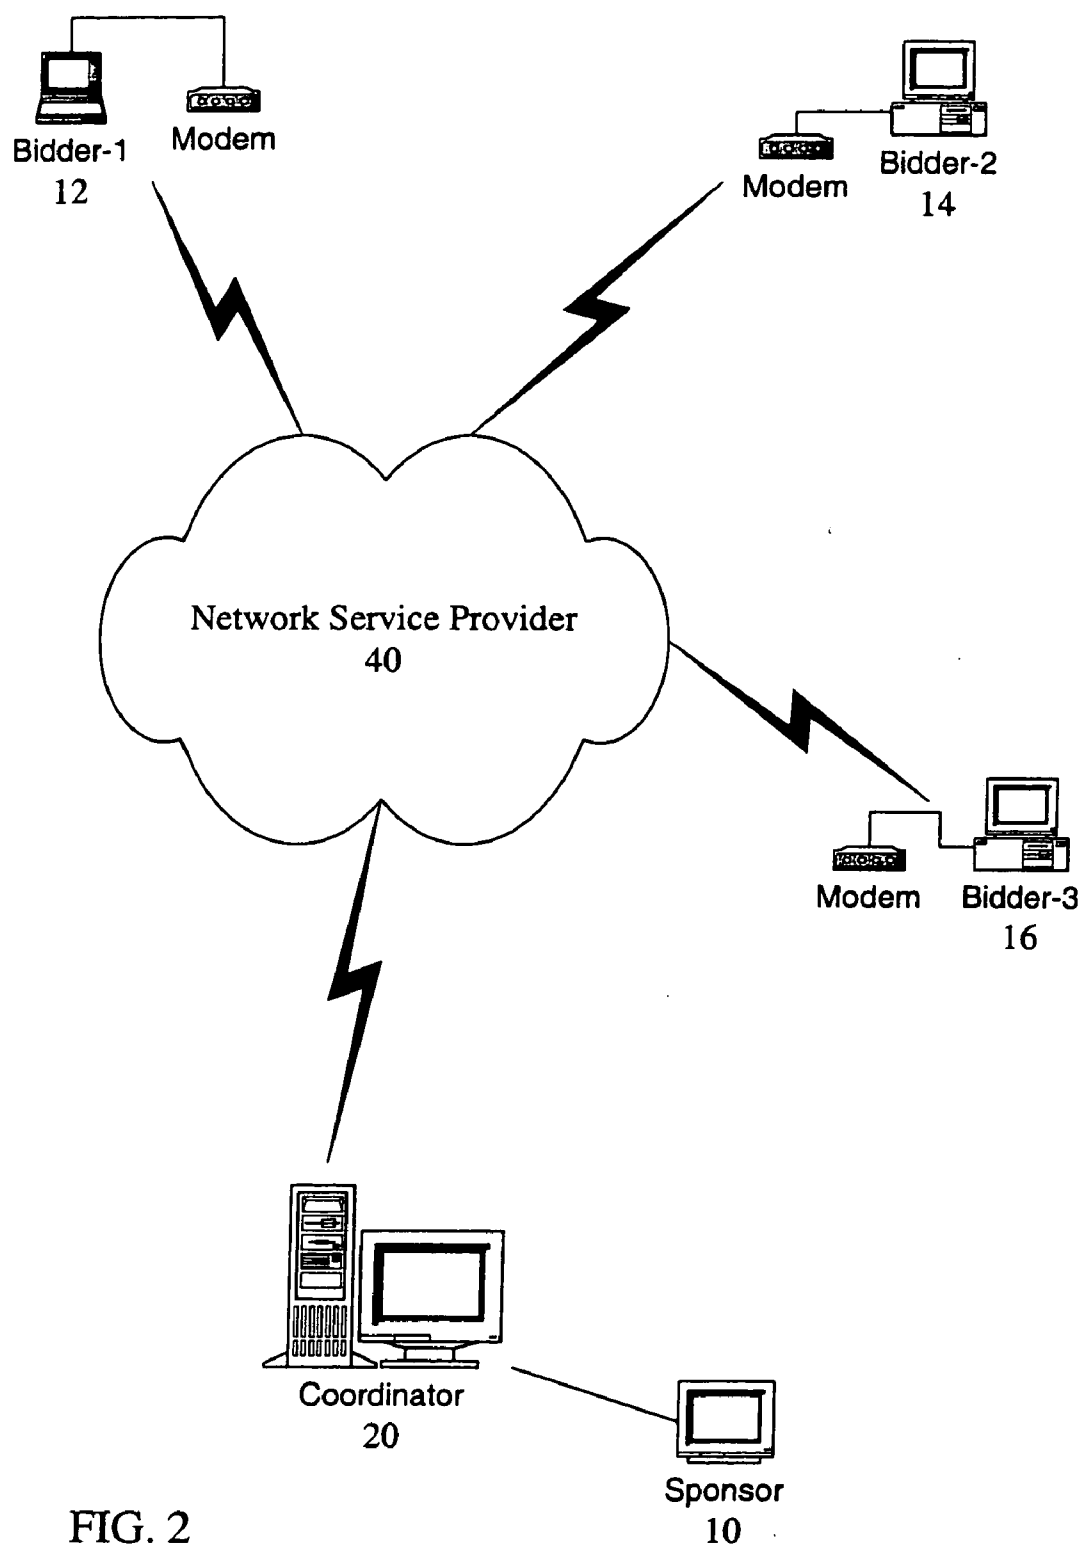 Bidder-1
12
Modem
Modem
Bidder-2
14
Network Service Provider
40
Modem
Bidder-3
16
Coordinator
20
Sponsor
10
FIG. 2